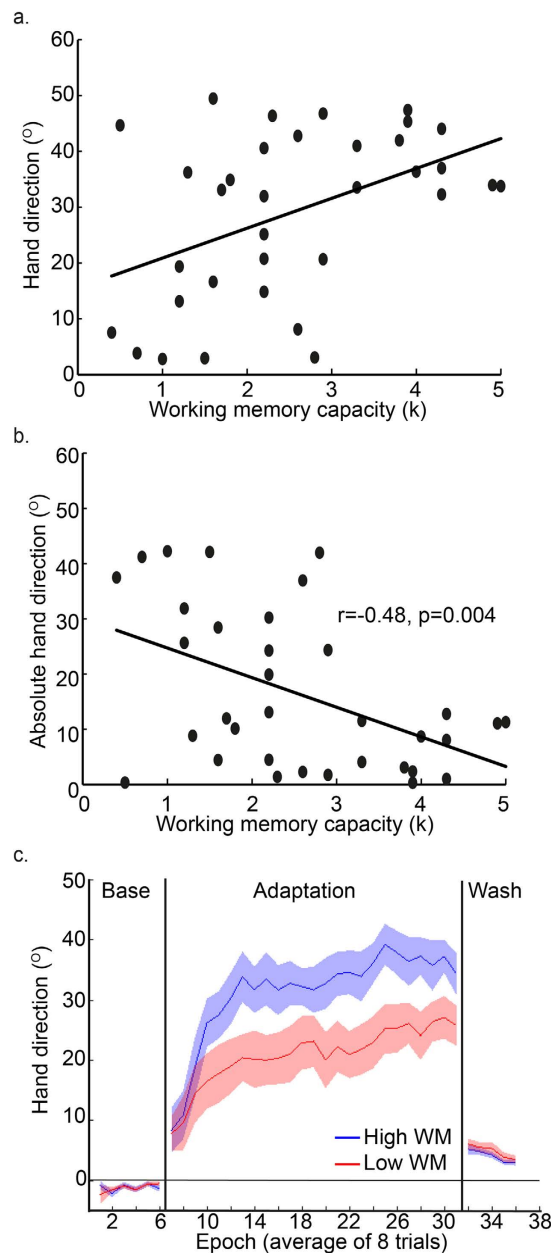 a.
60
50
40
30
20
10
0
Hand direction (°)
0 1 2 3 4 5
Working memory capacity (k)
b.
60
50
40
30
20
10
0
Absolute hand direction (°)
r=-0.48, p=0.004
0 1 2 3 4 5
Working memory capacity (k)
c.
50
40
30
20
10
0
Hand direction (°)
Base Adaptation Wash
High WM
Low WM
2 6 10 14 18 22 26 30 34 38
Epoch (average of 8 trials)